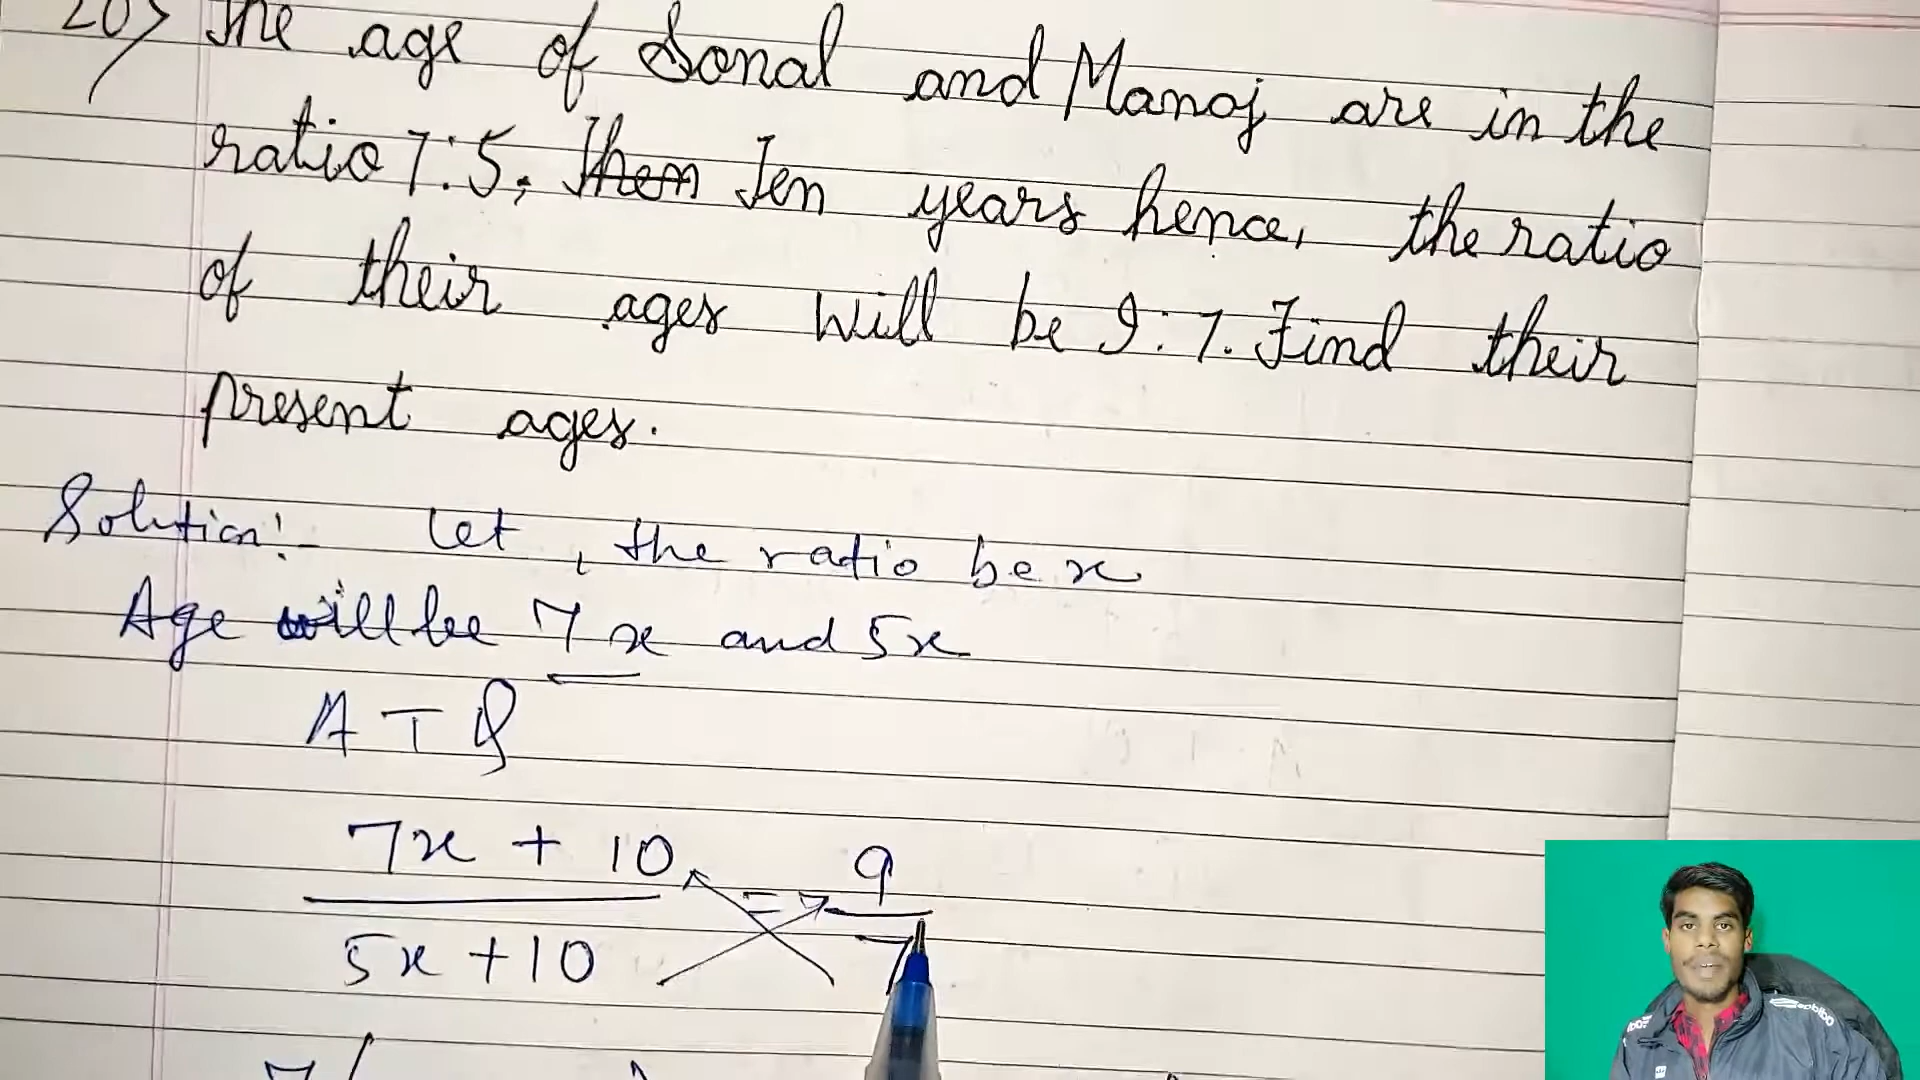 20) The age of Sonal and Manoj are in the
ratio 7:5, Then Ten years hence, the ratio
of their ages will be 9:7. Find their
present ages.
Solution:- Let, the ratio be x
Age will be 7x and 5x
A T Q
7x + 10 = 9
5x + 10 7
7(